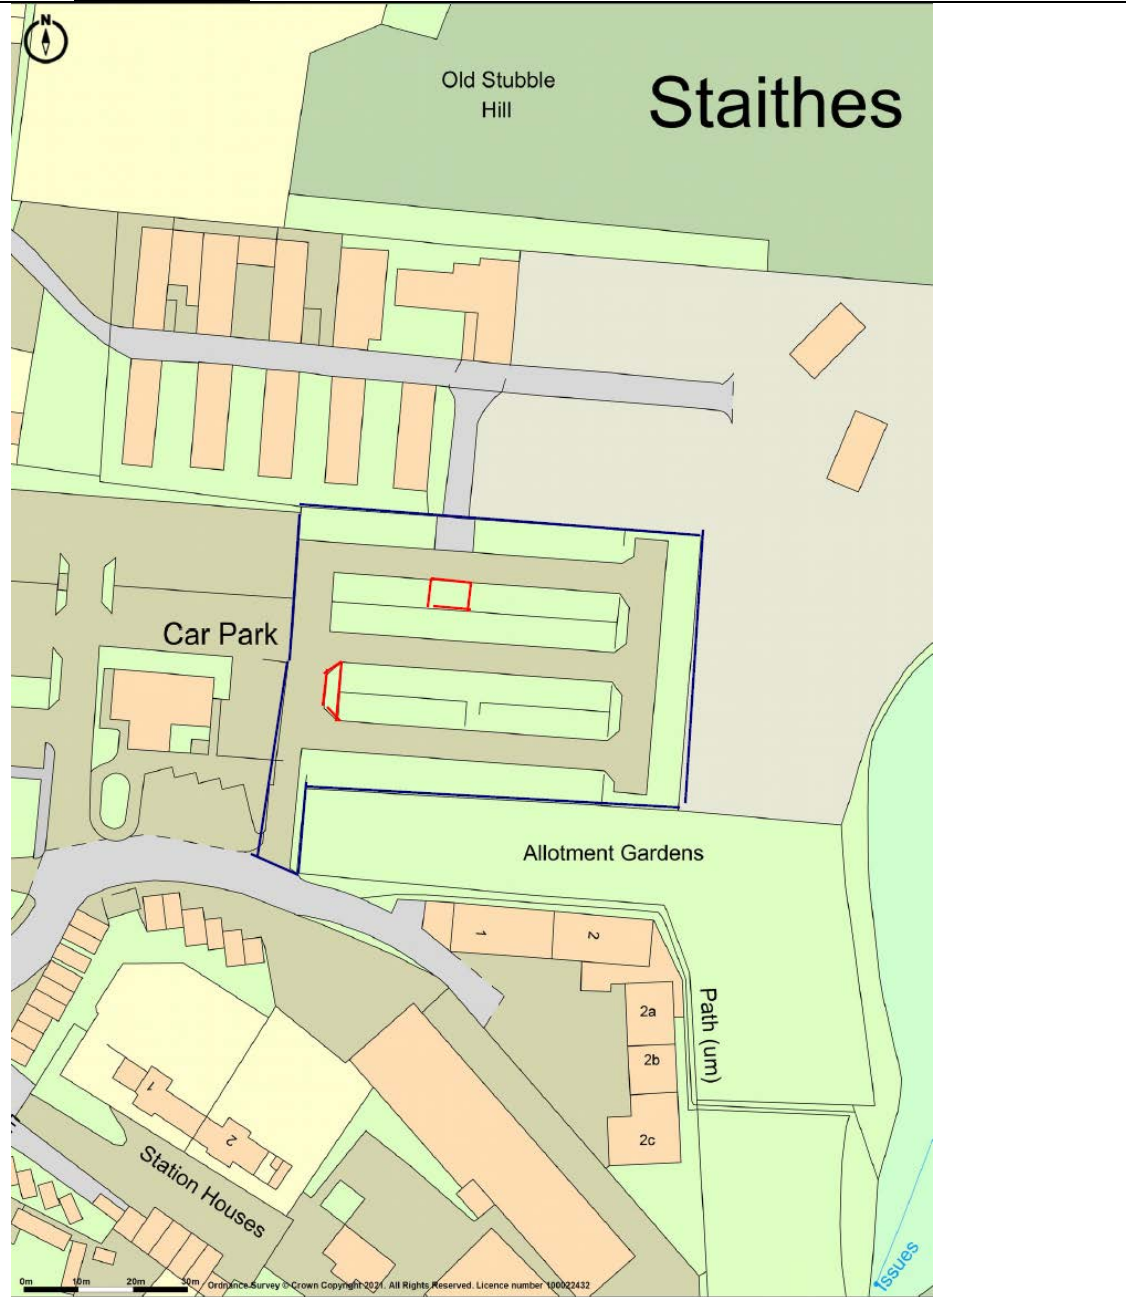 N
Old Stubble
Hill
Staithes
Car Park
Allotment Gardens
1
2
2a
2b
2c
Path (um)
1
2
Station Houses
Issues
0m 10m 20m 30m
Ordnance Survey © Crown Copyright 2021. All Rights Reserved. Licence number 100022432